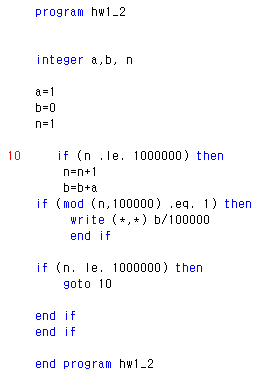 program hw1_2
integer a,b, n
a=1
b=0
n=1
10 if (n .le. 1000000) then
n=n+1
b=b+a
if (mod (n,100000) .eq. 1) then
write (*,*) b/100000
end if
if (n. le. 1000000) then
goto 10
end if
end if
end program hw1_2